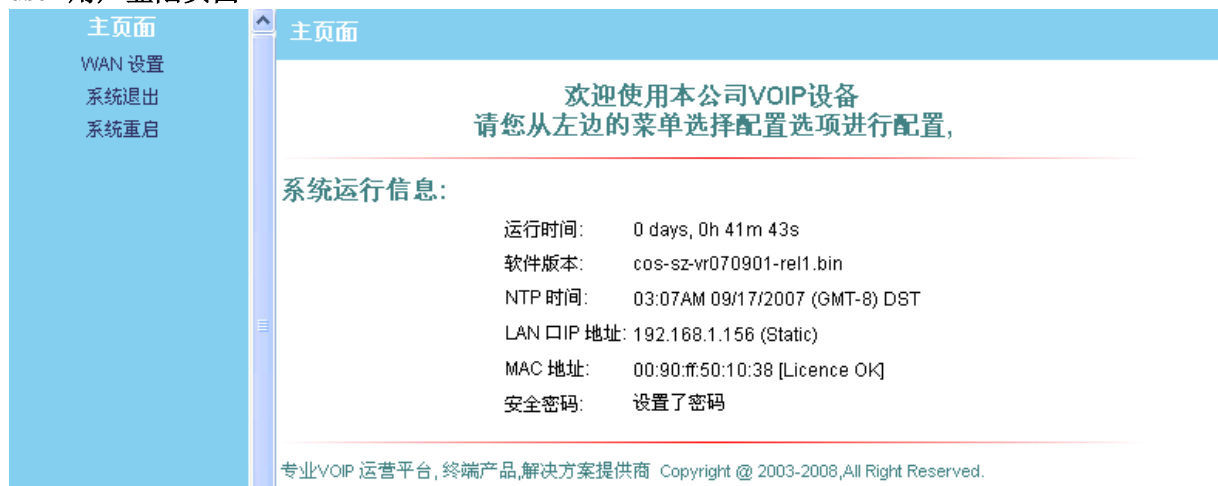 主页面
WAN 设置
系统退出
系统重启
主页面
欢迎使用本公司VOIP设备
请您从左边的菜单选择配置选项进行配置,
系统运行信息:
运行时间: 0 days, 0h 41m 43s
软件版本: cos-sz-vr070901-rel1.bin
NTP 时间: 03:07AM 09/17/2007 (GMT-8) DST
LAN 口IP 地址: 192.168.1.156 (Static)
MAC 地址: 00:90:ff:50:10:38 [Licence OK]
安全密码: 设置了密码
专业VOIP 运营平台, 终端产品,解决方案提供商 Copyright @ 2003-2008,All Right Reserved.